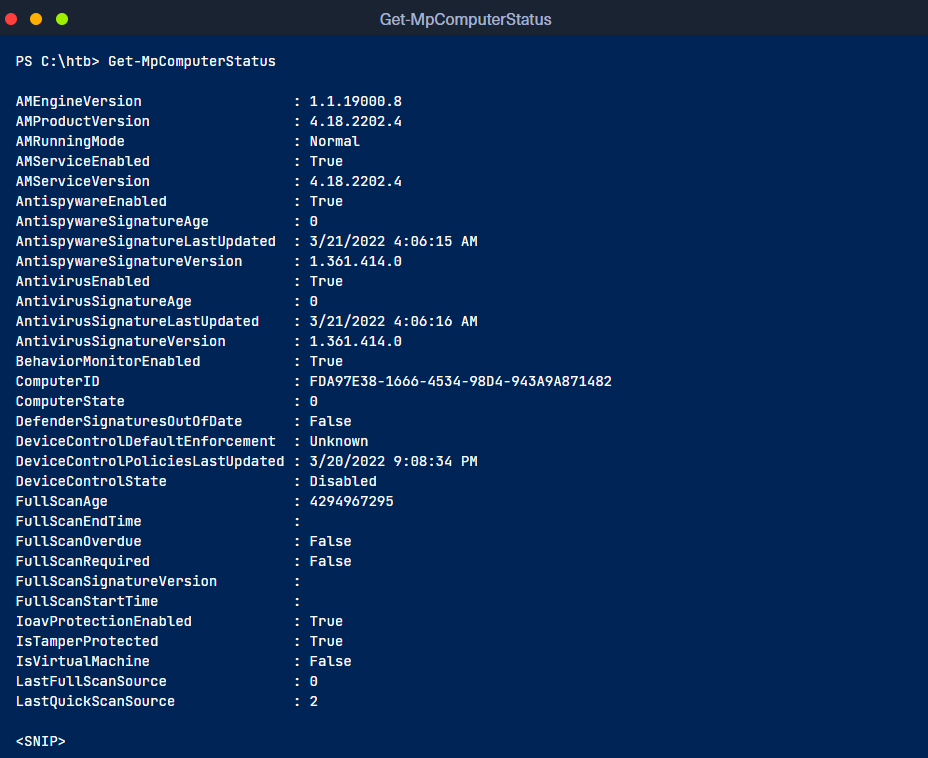 Get-MpComputerStatus
PS C:\htb> Get-MpComputerStatus
AMEngineVersion                 : 1.1.19000.8
AMProductVersion                : 4.18.2202.4
AMRunningMode                   : Normal
AMServiceEnabled                : True
AMServiceVersion                : 4.18.2202.4
AntispywareEnabled              : True
AntispywareSignatureAge         : 0
AntispywareSignatureLastUpdated : 3/21/2022 4:06:15 AM
AntispywareSignatureVersion     : 1.361.414.0
AntivirusEnabled                : True
AntivirusSignatureAge           : 0
AntivirusSignatureLastUpdated   : 3/21/2022 4:06:16 AM
AntivirusSignatureVersion       : 1.361.414.0
BehaviorMonitorEnabled          : True
ComputerID                      : FDA97E38-1666-4534-98D4-943A9A871482
ComputerState                   : 0
DefenderSignaturesOutOfDate     : False
DeviceControlDefaultEnforcement : Unknown
DeviceControlPoliciesLastUpdated : 3/20/2022 9:08:34 PM
DeviceControlState              : Disabled
FullScanAge                     : 4294967295
FullScanEndTime                 :
FullScanOverdue                 : False
FullScanRequired                : False
FullScanSignatureVersion        :
FullScanStartTime               :
IoavProtectionEnabled           : True
IsTamperProtected               : True
IsVirtualMachine                : False
LastFullScanSource              : 0
LastQuickScanSource             : 2
<SNIP>